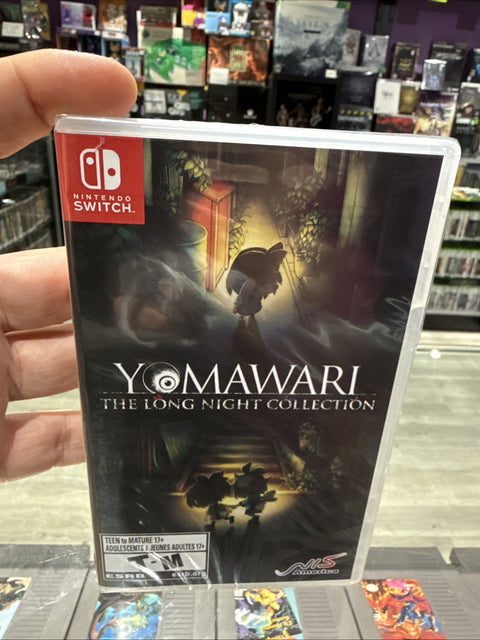 NINTENDO
SWITCH™
YOMAWARI
THE LONG NIGHT COLLECTION
TEEN to MATURE 17+
ADOLESCENTS à JEUNES ADULTES 17+
T-M
ESRB esrb.org
NIS
America